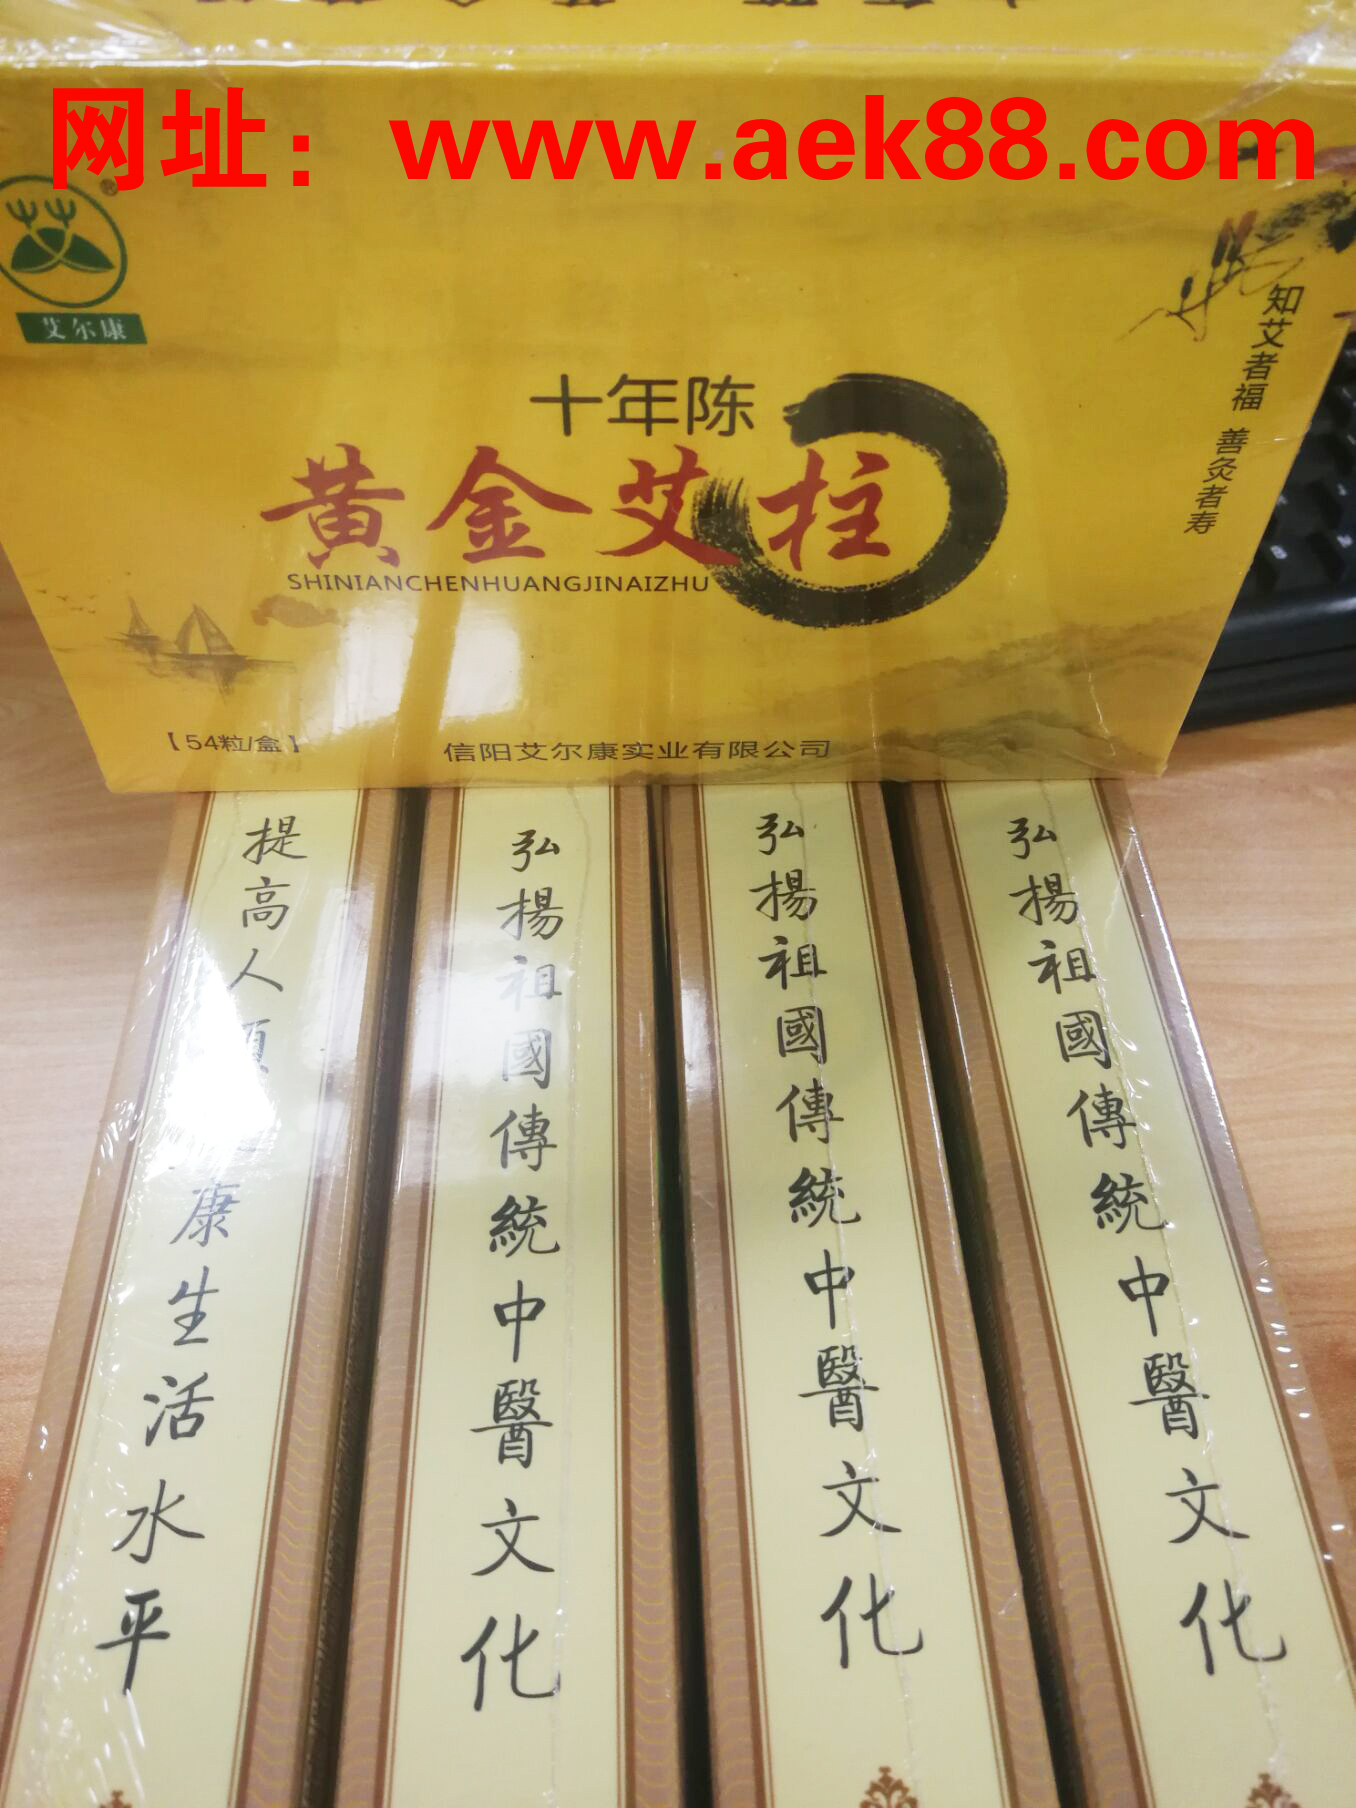 网址：www.aek88.com
®
艾尔康
知艾者福 善灸者寿
十年陈
黄金艾柱
SHINIANCHENHUANGJINAIZHU
【54粒/盒】
信阳艾尔康实业有限公司
提高人類康生活水平
弘揚祖國傳統中醫文化
弘揚祖國傳統中醫文化
弘揚祖國傳統中醫文化